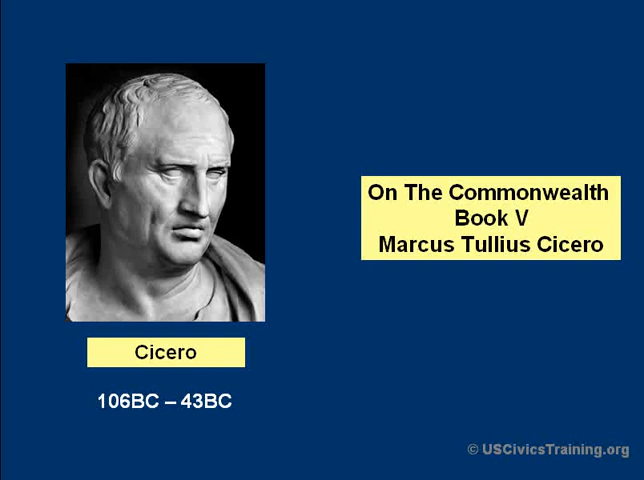 On The Commonwealth
Book V
Marcus Tullius Cicero
Cicero
106BC – 43BC
© USCivicsTraining.org